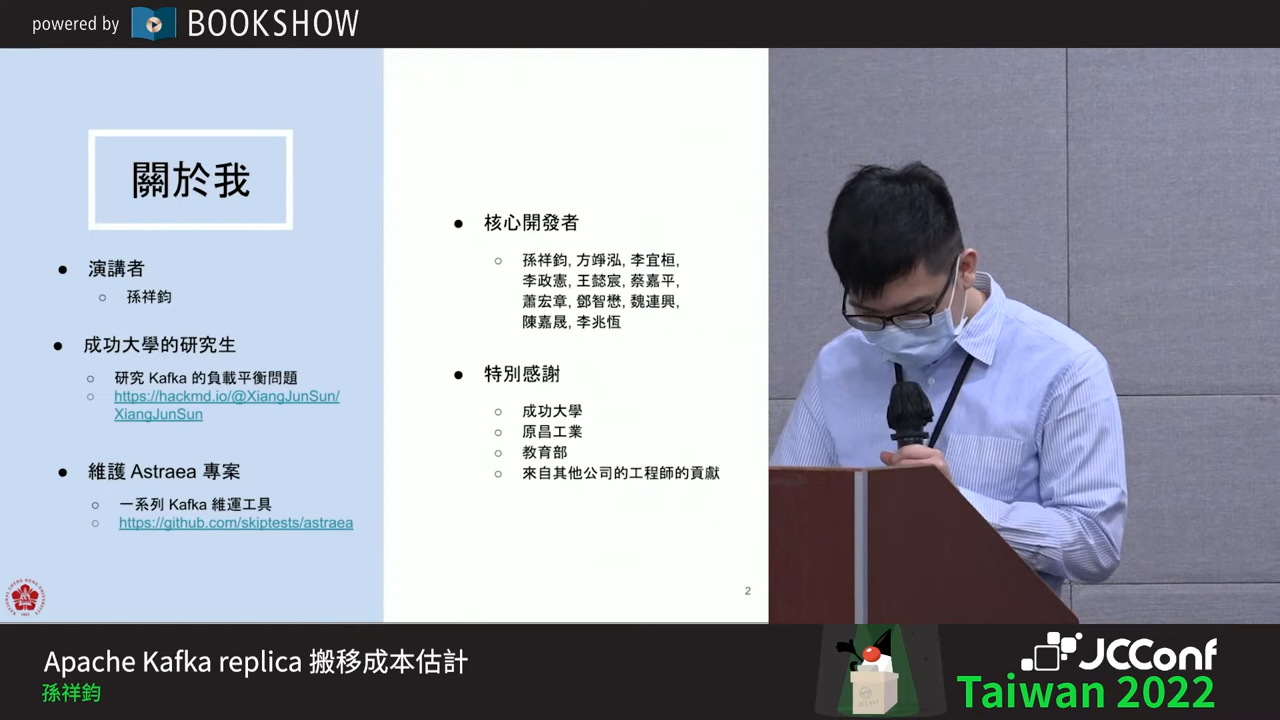 powered by BOOKSHOW
關於我
演講者
孫祥鈞
成功大學的研究生
研究 Kafka 的負載平衡問題
https://hackmd.io/@XiangJunSun/
XiangJunSun
維護 Astraea 專案
一系列 Kafka 維運工具
https://github.com/skiptests/astraea
核心開發者
孫祥鈞, 方竫泓, 李宜桓,
李政憲, 王懿宸, 蔡嘉平,
蕭宏章, 鄧智懋, 魏連興,
陳嘉晟, 李兆恆
特別感謝
成功大學
原昌工業
教育部
來自其他公司的工程師的貢獻
2
Apache Kafka replica 搬移成本估計
孫祥鈞
JCConf
Taiwan 2022